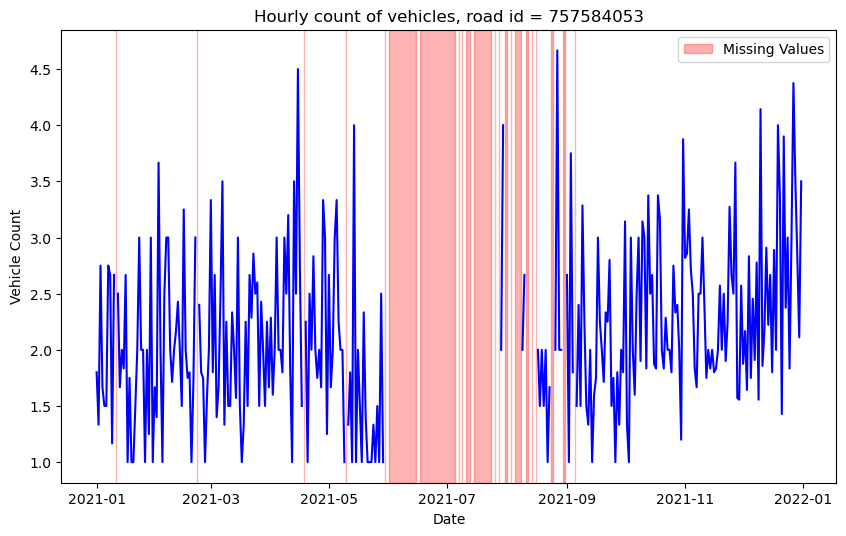 Hourly count of vehicles, road id = 757584053
Missing Values
Vehicle Count
4.5
4.0
3.5
3.0
2.5
2.0
1.5
1.0
2021-01 2021-03 2021-05 2021-07 2021-09 2021-11 2022-01
Date